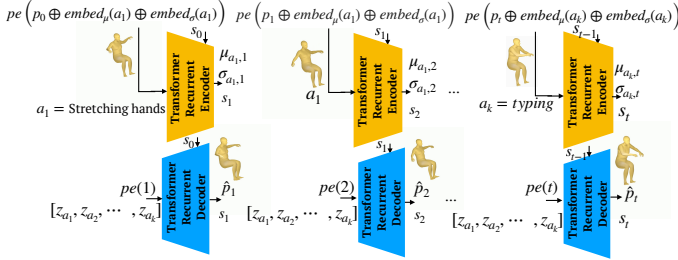 pe(p₀ ⊕ embed_μ(a₁) ⊕ embed_σ(a₁)) pe(p₁ ⊕ embed_μ(a₁) ⊕ embed_σ(a₁)) pe(p_t ⊕ embed_μ(a_k) ⊕ embed_σ(a_k))
s₀ s₁ s_{t−1}
Transformer Recurrent Encoder
μ_{a₁,1}
σ_{a₁,1}
s₁
a₁ = Stretching hands
Transformer Recurrent Encoder
μ_{a₁,2}
σ_{a₁,2}
s₂
a₁
...
Transformer Recurrent Encoder
μ_{a_k,t}
σ_{a_k,t}
s_t
a_k = typing
s₀ s₁ s_{t−1}
Transformer Recurrent Decoder
pe(1)
[z_{a₁}, z_{a₂}, ⋯ , z_{a_k}]
p̂₁
s₁
Transformer Recurrent Decoder
pe(2)
[z_{a₁}, z_{a₂}, ⋯ , z_{a_k}]
p̂₂
s₂
...
Transformer Recurrent Decoder
pe(t)
[z_{a₁}, z_{a₂}, ⋯ , z_{a_k}]
p̂_t
s_t